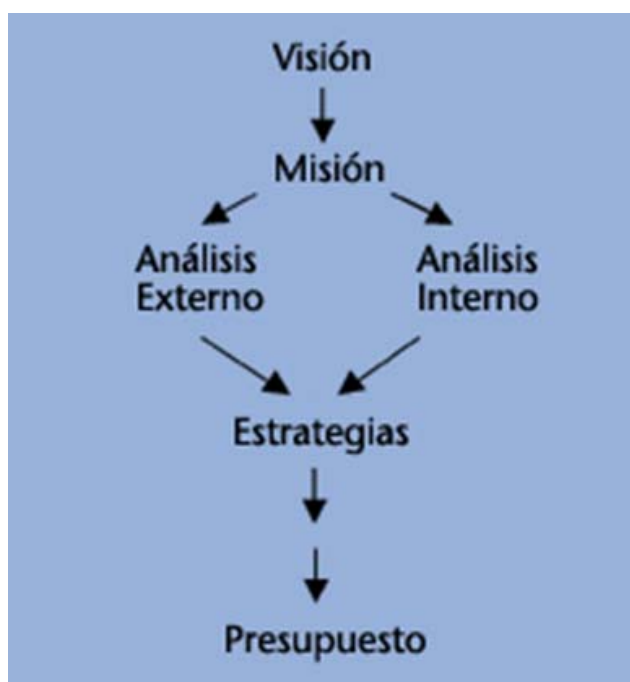 Visión
Misión
Análisis
Externo
Análisis
Interno
Estrategias
Presupuesto